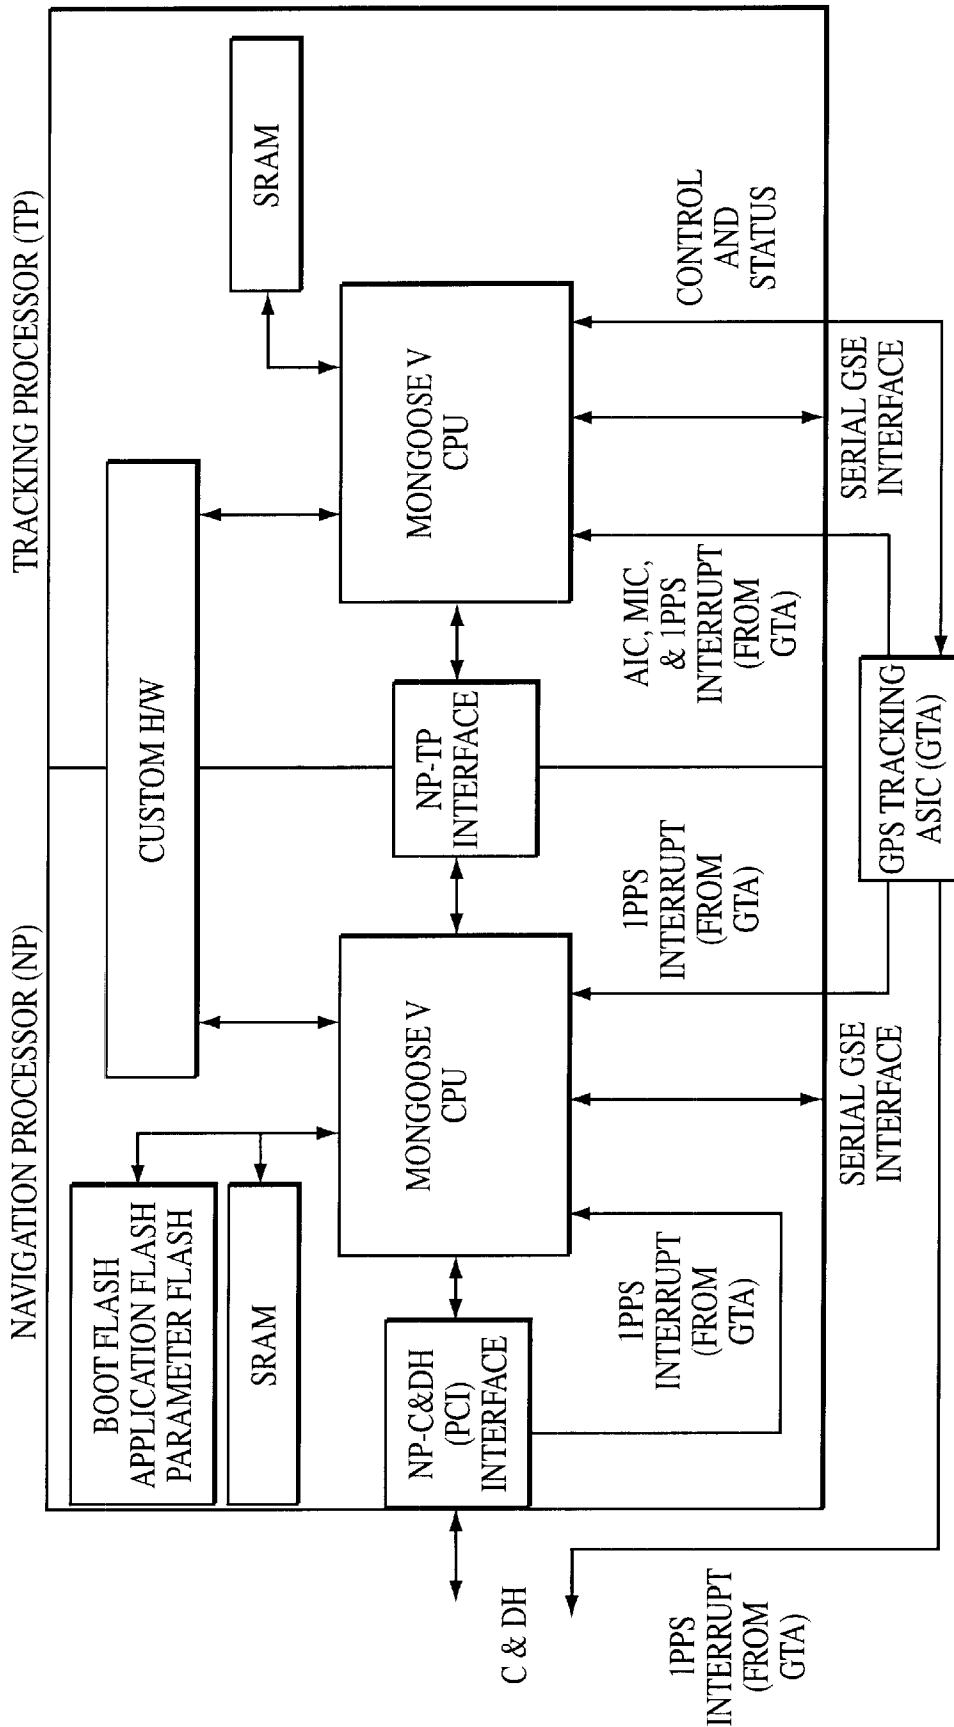 NAVIGATION PROCESSOR (NP)
TRACKING PROCESSOR (TP)
BOOT FLASH
APPLICATION FLASH
PARAMETER FLASH
SRAM
CUSTOM H/W
SRAM
NP-C&DH
(PCI)
INTERFACE
MONGOOSE V
CPU
NP-TP
INTERFACE
MONGOOSE V
CPU
C & DH
1PPS
INTERRUPT
(FROM
GTA)
1PPS
INTERRUPT
(FROM
GTA)
1PPS
INTERRUPT
(FROM
GTA)
AIC, MIC,
& 1PPS
INTERRUPT
(FROM
GTA)
CONTROL
AND
STATUS
SERIAL GSE
INTERFACE
GPS TRACKING
ASIC (GTA)
SERIAL GSE
INTERFACE